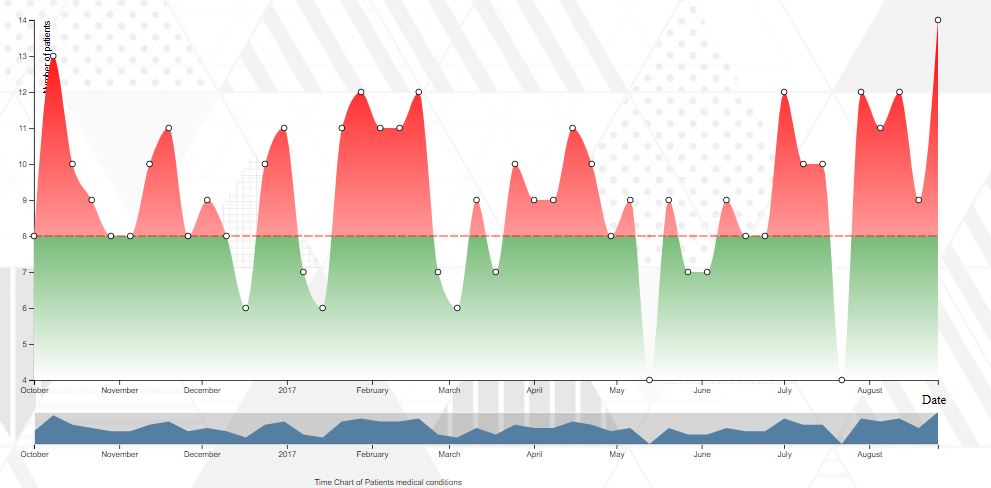 14
Number of patients
13
12
11
10
9
8
7
6
5
4
October November December 2017 February March April May June July August
Date
October November December 2017 February March April May June July August
Time Chart of Patients medical conditions